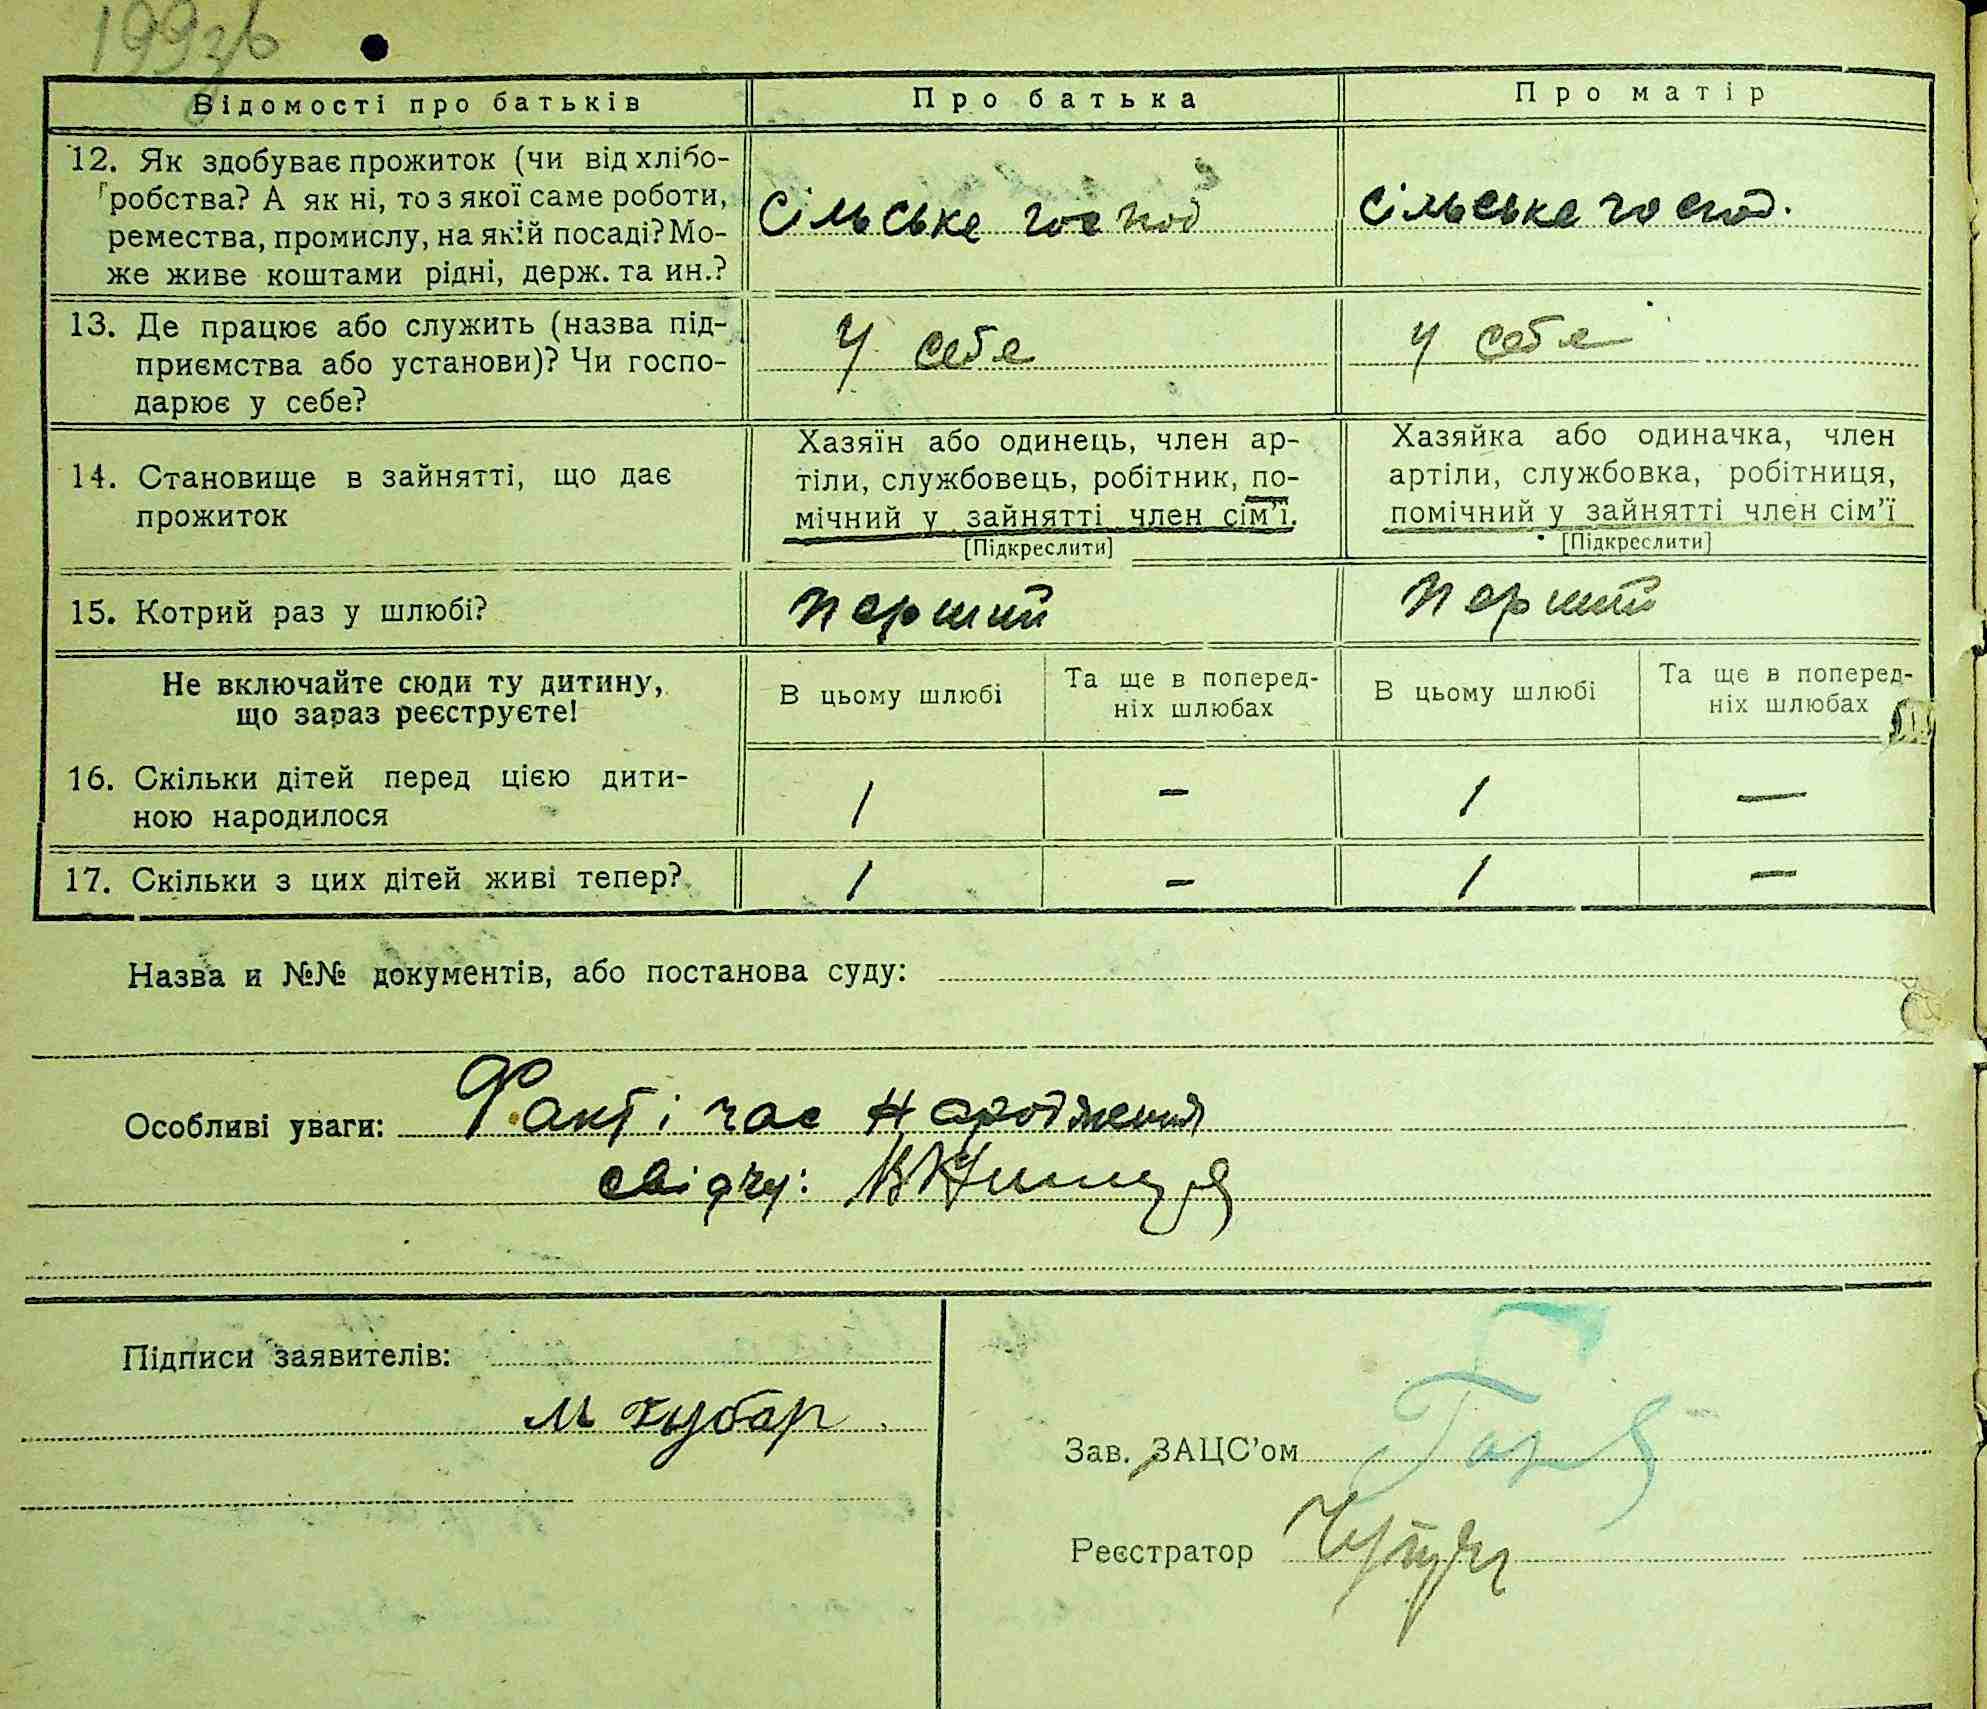 199зв
Відомості про батьків
Про батька
Про матір
12. Як здобуває прожиток (чи від хлібо-
робства? А як ні, то з якої саме роботи,
ремества, промислу, на якій посаді? Мо-
же живе коштами рідні, держ. та ин.?
Сільське господ
Сільське господ.
13. Де працює або служить (назва під-
приємства або установи)? Чи госпо-
дарює у себе?
У себе
У себе
14. Становище в зайнятті, що дає
прожиток
Хазяїн або одинець, член ар-
тіли, службовець, робітник, по-
мічний у зайнятті член сім'ї.
[Підкреслити]
Хазяйка або одиначка, член
артіли, службовка, робітниця,
помічний у зайнятті член сім'ї
[Підкреслити]
15. Котрий раз у шлюбі?
перший
перший
Не включайте сюди ту дитину,
що зараз реєструєте!
В цьому шлюбі
Та ще в поперед-
ніх шлюбах
В цьому шлюбі
Та ще в поперед-
ніх шлюбах
16. Скільки дітей перед цією дити-
ною народилося
1 – 1 —
17. Скільки з цих дітей живі тепер?
1 – 1 –
Назва и №№ документів, або постанова суду:
Особливі уваги: Факт і час народження
свідчу:
Підписи заявителів:
М Хубар
Зав. ЗАЦС'ом
Реєстратор